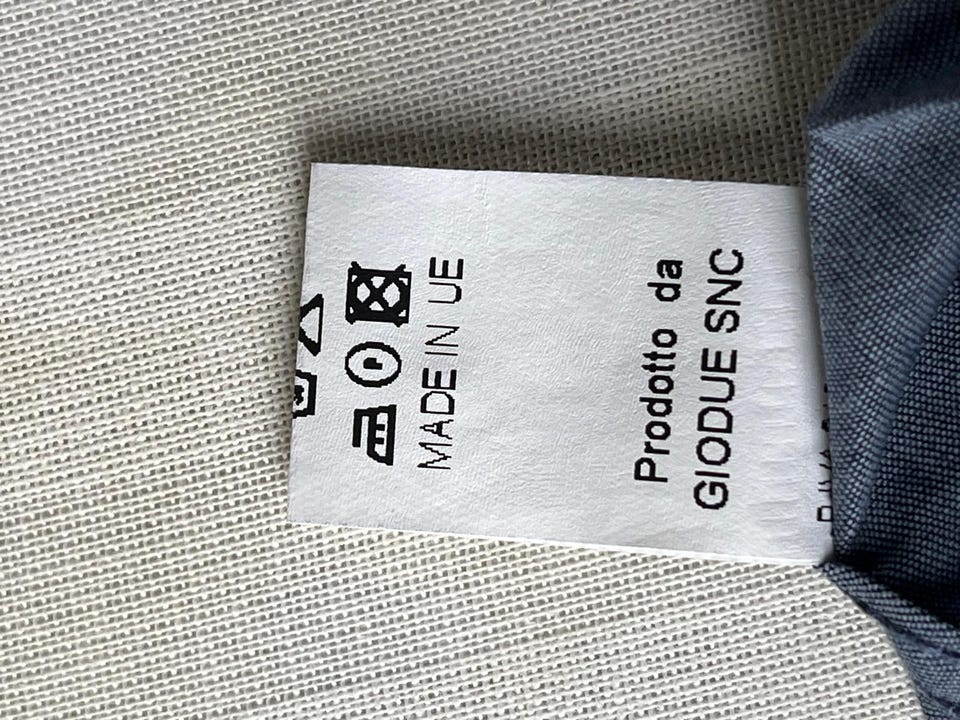 MADE IN UE
Prodotto da
GIODUE SNC